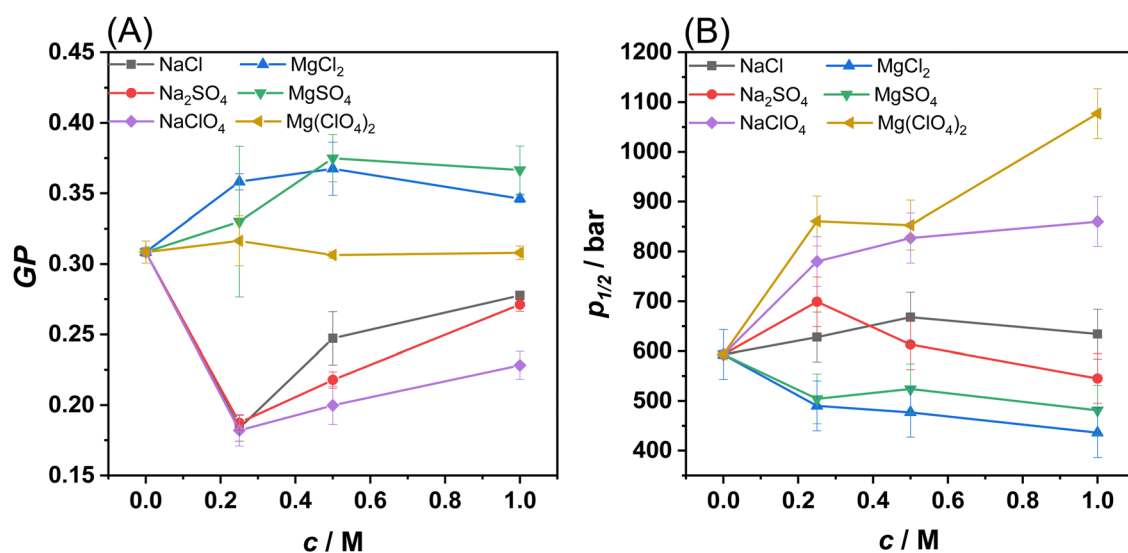 (A)
0.45
0.40
0.35
0.30
0.25
0.20
0.15
GP
NaCl MgCl₂
Na₂SO₄ MgSO₄
NaClO₄ Mg(ClO₄)₂
0.0 0.2 0.4 0.6 0.8 1.0
c / M
(B)
1200
1100
1000
900
800
700
600
500
400
p₁/₂ / bar
NaCl MgCl₂
Na₂SO₄ MgSO₄
NaClO₄ Mg(ClO₄)₂
0.0 0.2 0.4 0.6 0.8 1.0
c / M